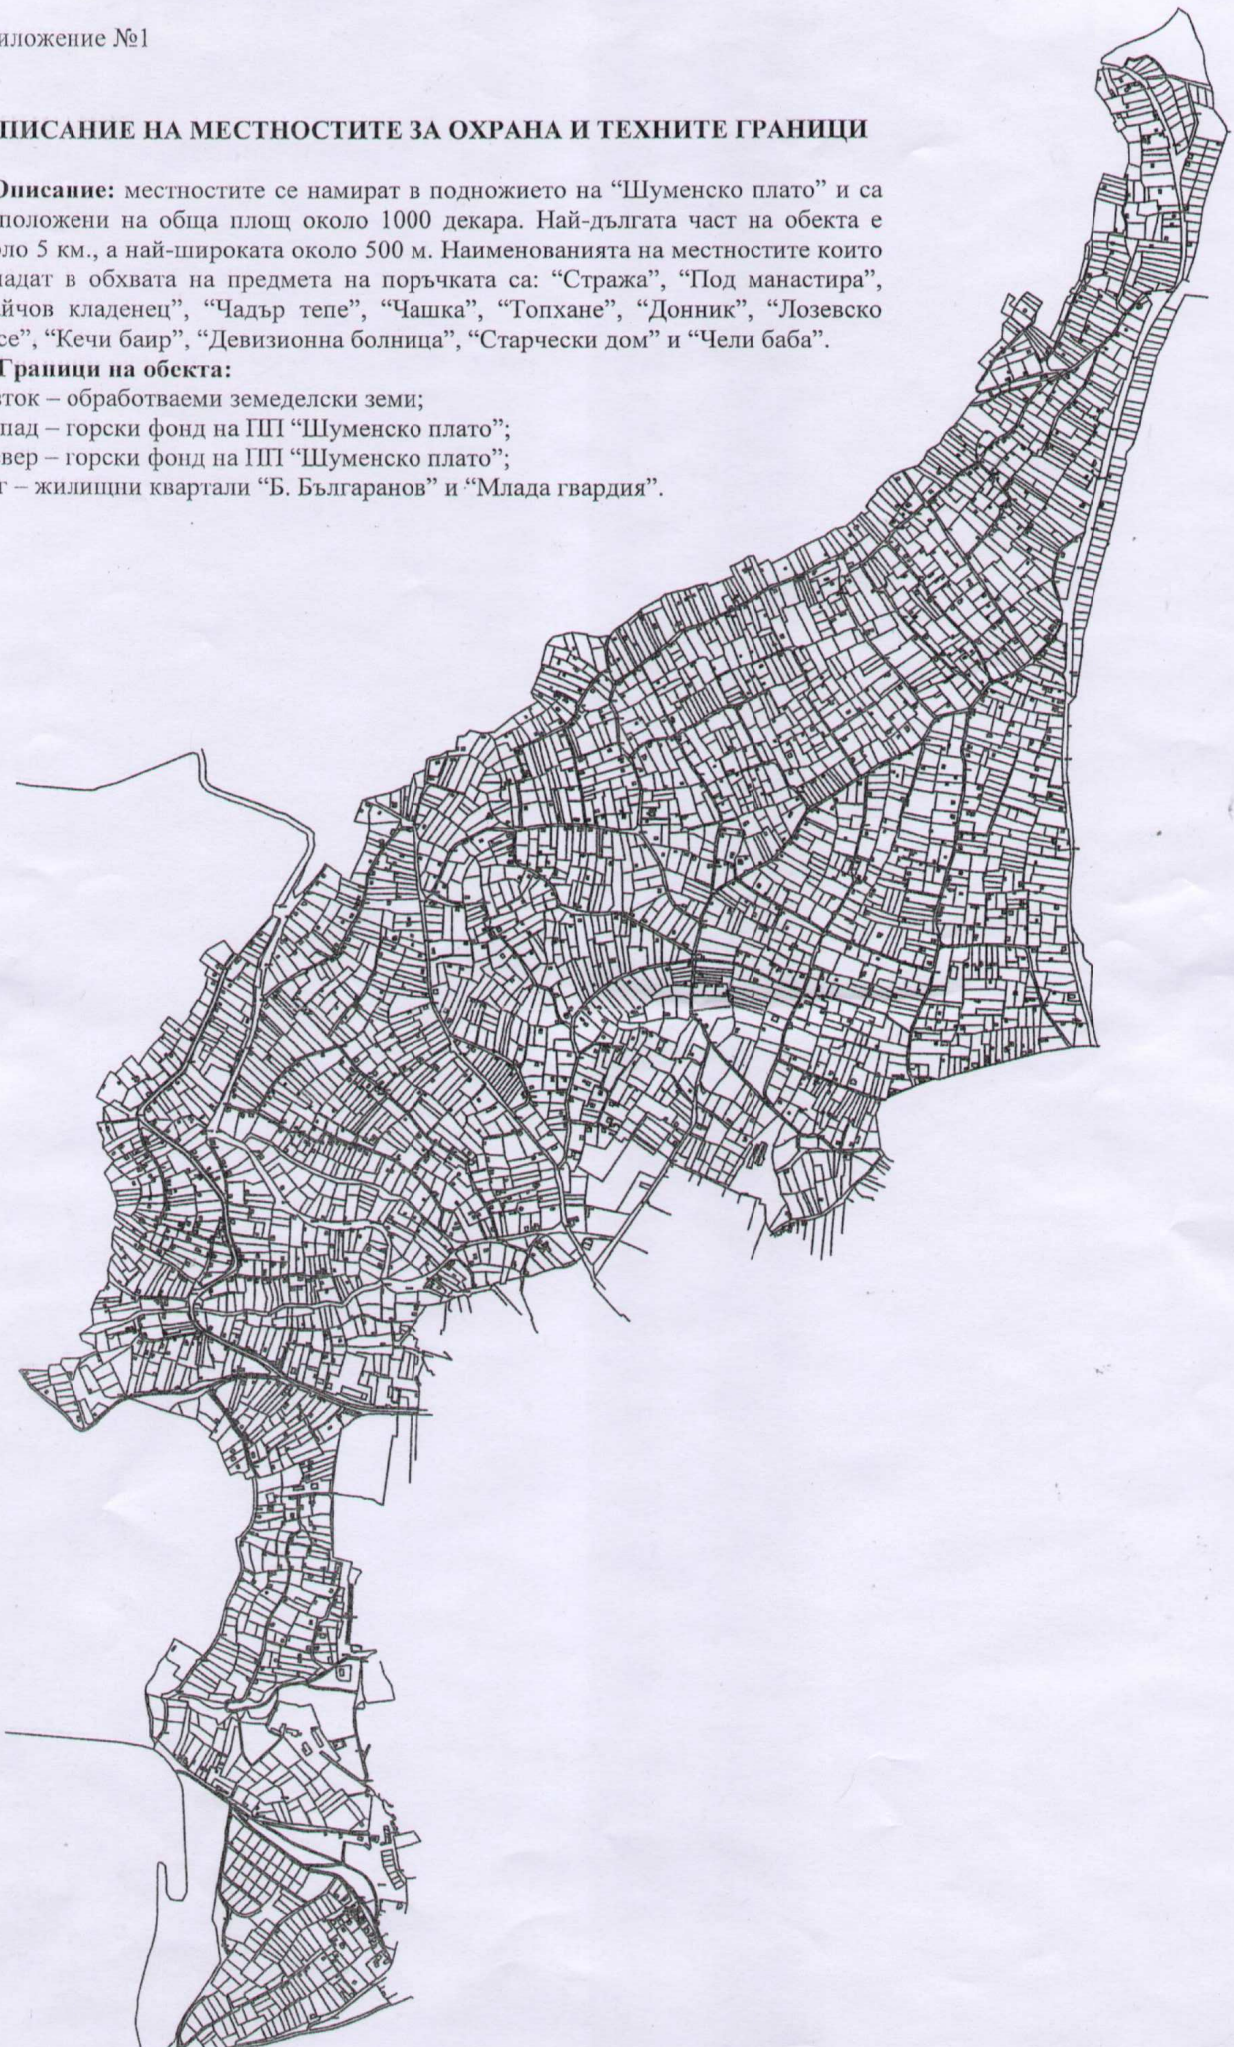 иложение №1
ПИСАНИЕ НА МЕСТНОСТИТЕ ЗА ОХРАНА И ТЕХНИТЕ ГРАНИЦИ
Описание: местностите се намират в подножието на “Шуменско плато” и са
положени на обща площ около 1000 декара. Най-дългата част на обекта е
ло 5 км., а най-широката около 500 м. Наименованията на местностите които
падат в обхвата на предмета на поръчката са: “Стража”, “Под манастира”,
йчов кладенец”, “Чадър тепе”, “Чашка”, “Топхане”, “Донник”, “Лозевско
се”, “Кечи баир”, “Девизионна болница”, “Старчески дом” и “Чели баба”.
Граници на обекта:
ток – обработваеми земеделски земи;
пад – горски фонд на ПП “Шуменско плато”;
вер – горски фонд на ПП “Шуменско плато”;
г – жилищни квартали “Б. Българанов” и “Млада гвардия”.